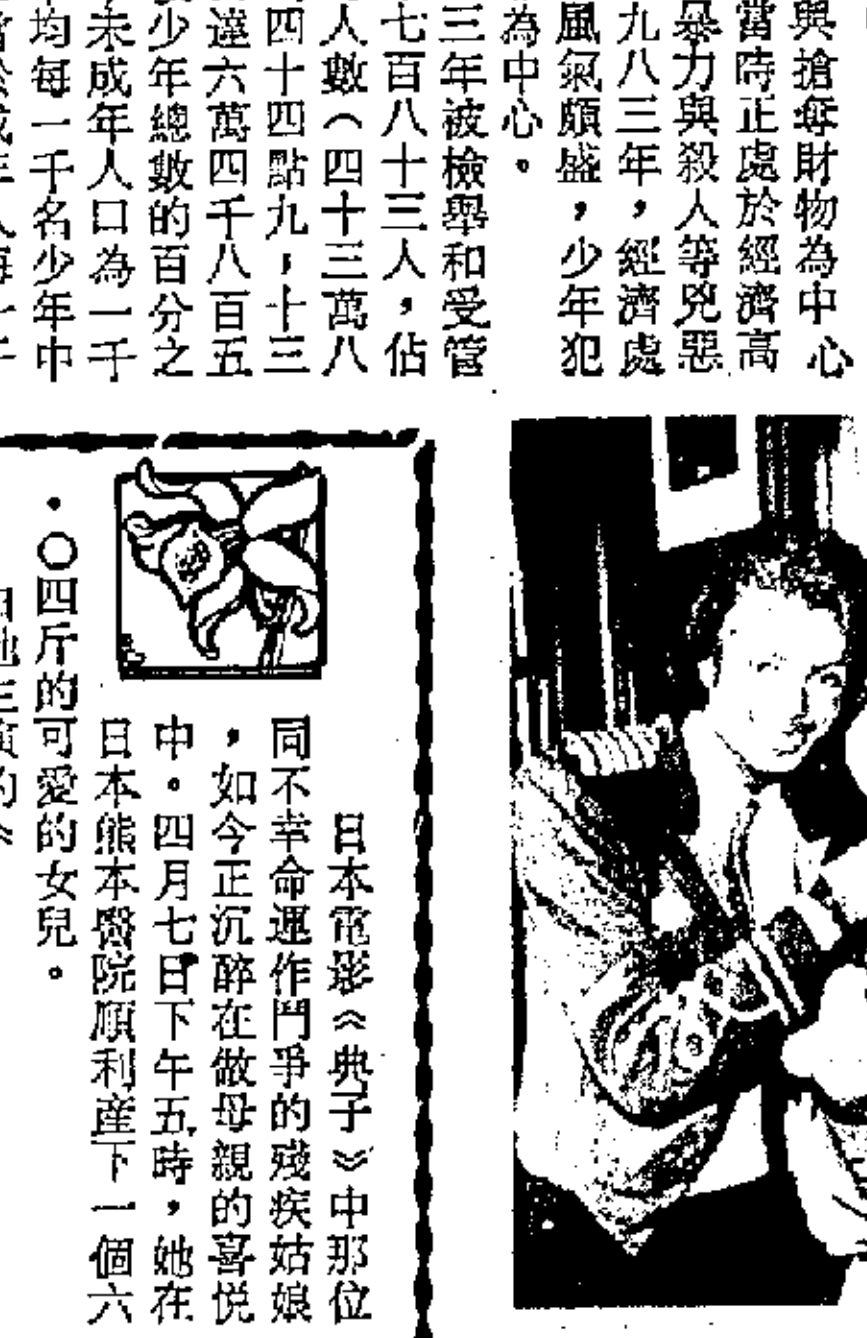 與搶奪財物為中心
當時正處於經濟高
暴力與殺人等兇惡
九八三年，經濟處
風氣頗盛，少年犯
為中心。
三年被檢舉和受管
七百八十三人，佔
人數（四十三萬八
四十四點九；十三
達六萬四千八百五
少年總數的百分之
未成年人口為一千
均每一千名少年中
日本電影《典子》中那位
同不幸命運作鬥爭的殘疾姑娘
，如今正沉醉在做母親的喜悅
中。四月七日下午五時，她在
日本熊本醫院順利產下一個六
·〇四斤的可愛的女兒。